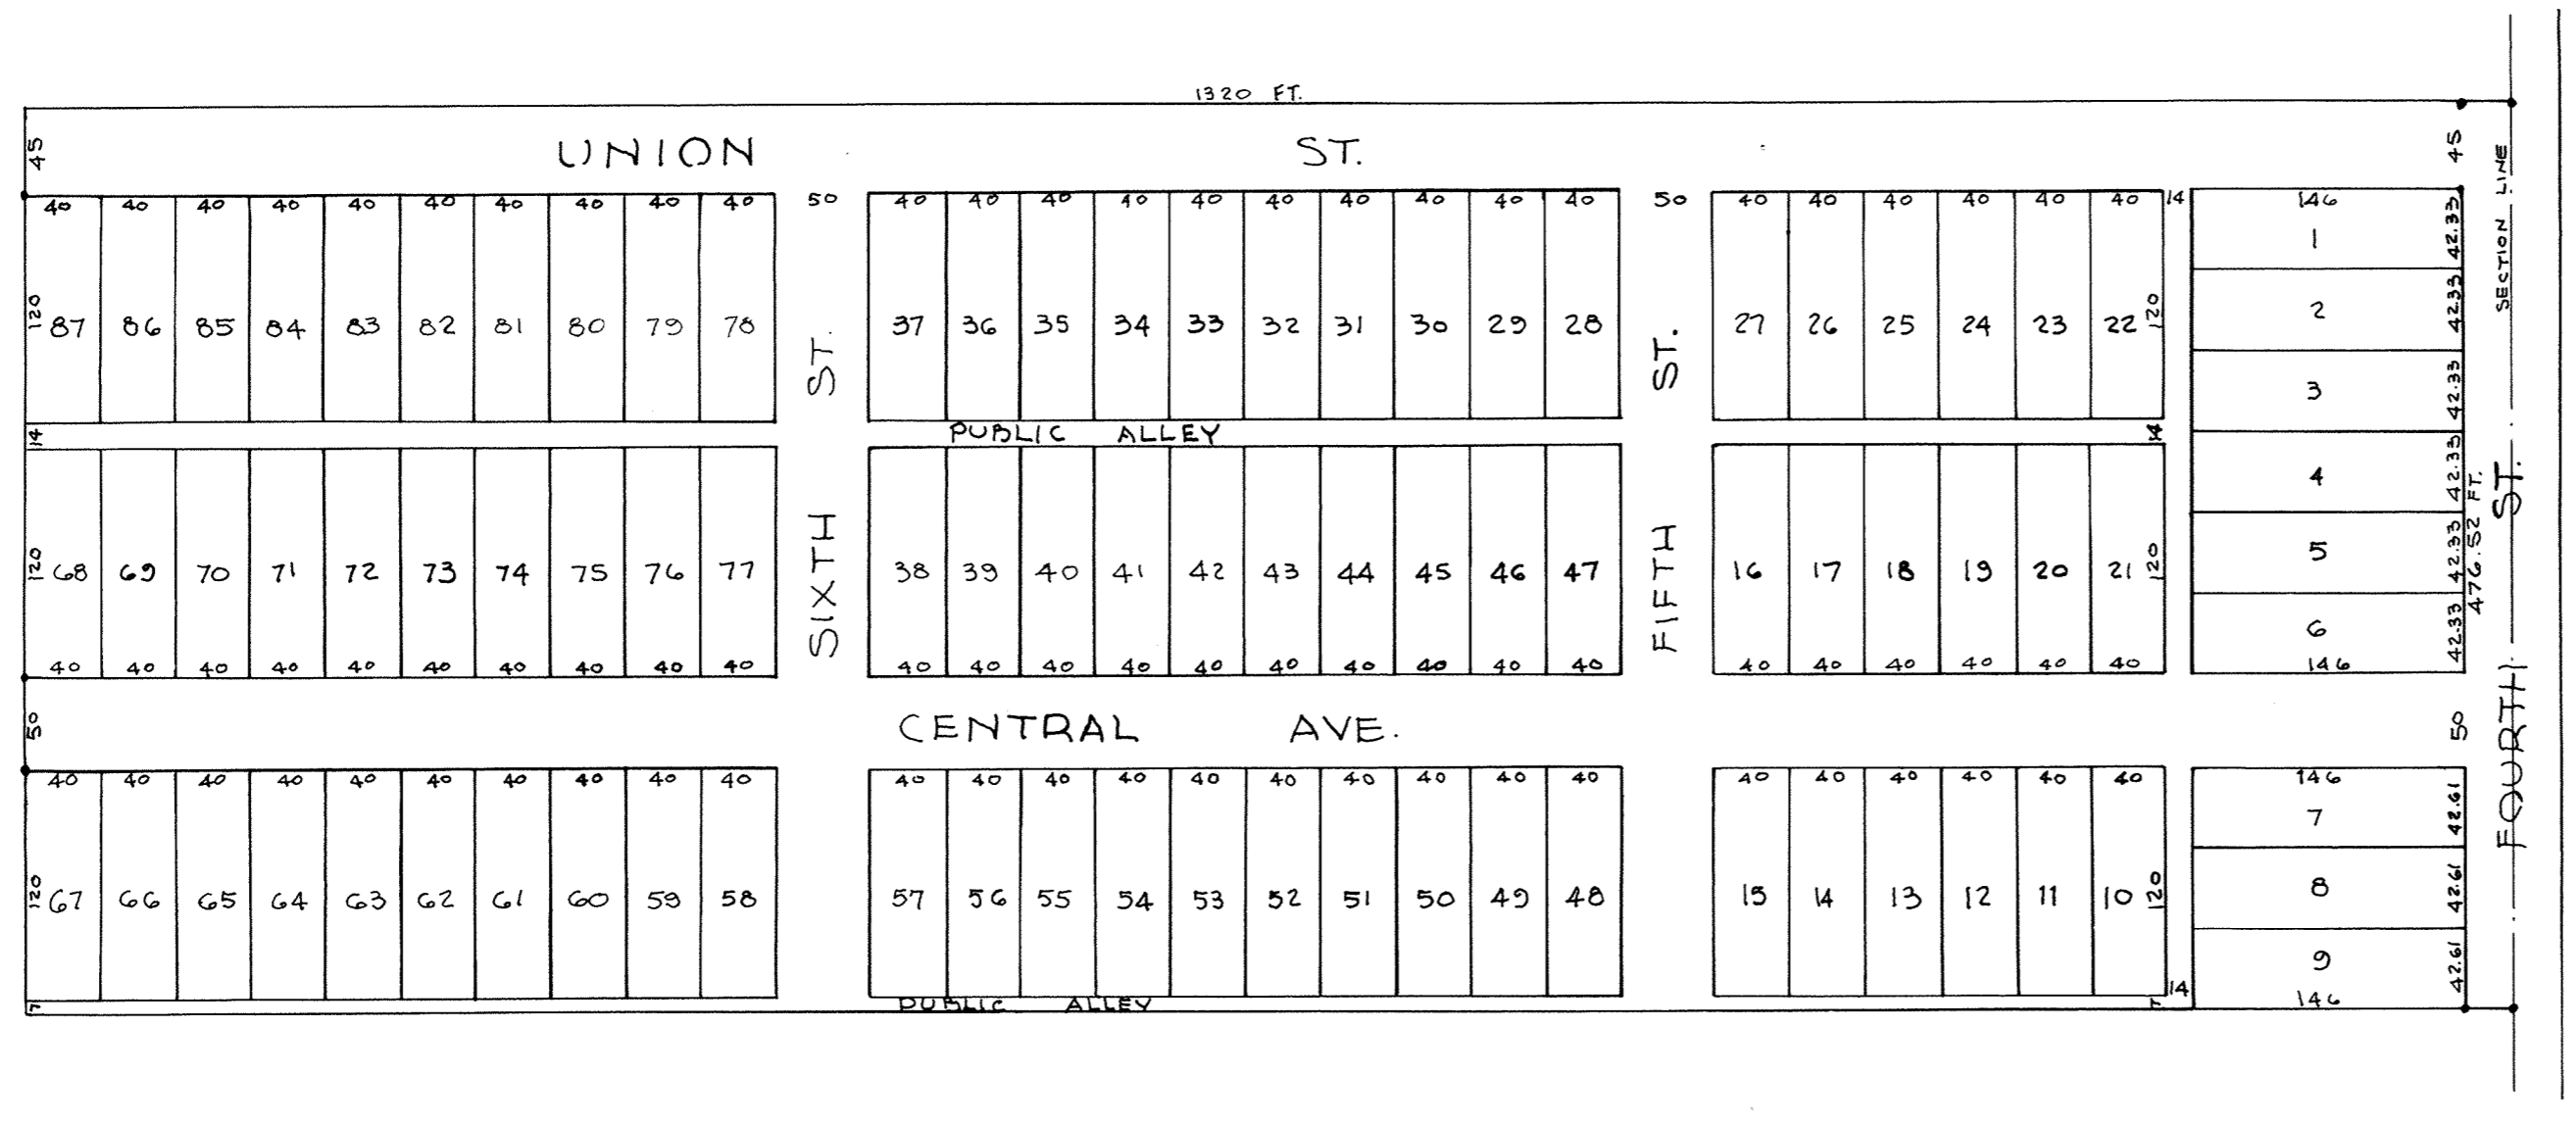 1320 FT.
45 UNION ST. 45
40 40 40 40 40 40 40 40 40 40 50 40 40 40 40 40 40 40 40 40 40 50 40 40 40 40 40 40 14 146
1 42.33
120 87 86 85 84 83 82 81 80 79 78 ST. 37 36 35 34 33 32 31 30 29 28 ST. 27 26 25 24 23 22 120
2 42.33
SECTION LINE
3 42.33
14 PUBLIC ALLEY 14
4 42.33
476.52 FT.
5 42.33
120 68 69 70 71 72 73 74 75 76 77 SIXTH 38 39 40 41 42 43 44 45 46 47 FIFTH 16 17 18 19 20 21 120
6 42.33
40 40 40 40 40 40 40 40 40 40 40 40 40 40 40 40 40 40 40 40 40 40 40 40 40 40 146
50 CENTRAL AVE. 50
FOURTH ST.
40 40 40 40 40 40 40 40 40 40 40 40 40 40 40 40 40 40 40 40 40 40 40 40 40 40 146
7 42.61
120 67 66 65 64 63 62 61 60 59 58 57 56 55 54 53 52 51 50 49 48 15 14 13 12 11 10 120
8 42.61
9 42.61
7 PUBLIC ALLEY 7 14 146